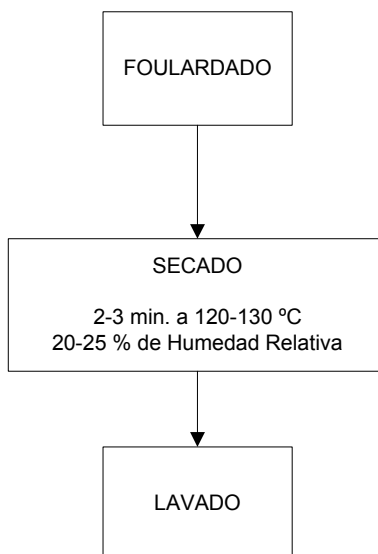 FOULARDADO
SECADO
2-3 min. a 120-130 ºC
20-25 % de Humedad Relativa
LAVADO